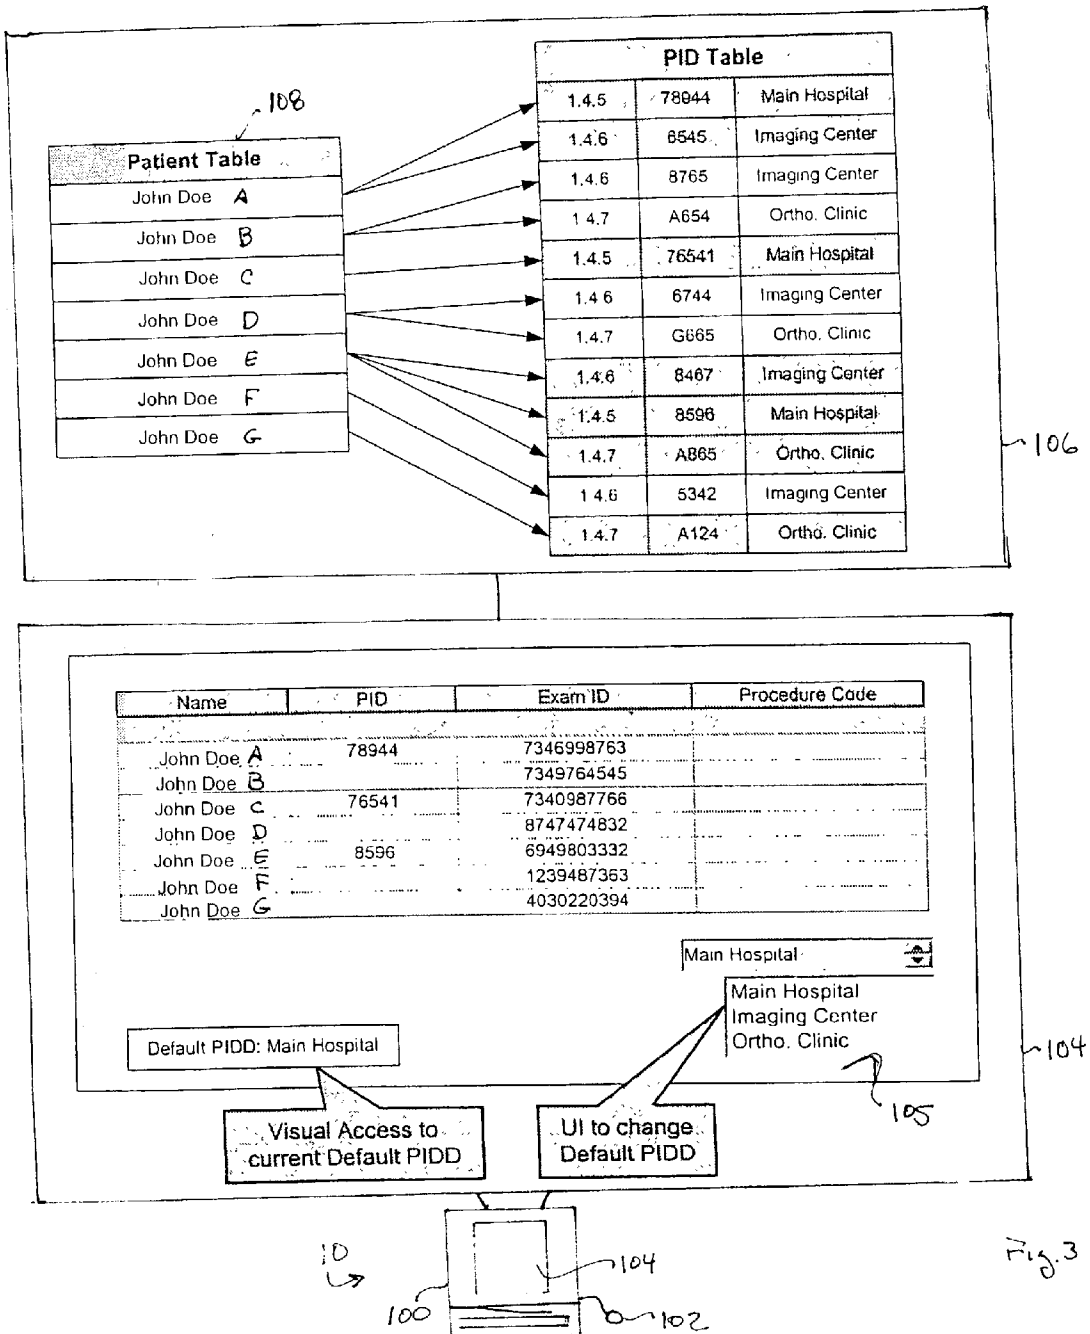 PID Table
1.4.5 78944 Main Hospital
1.4.6 6545 Imaging Center
1.4.6 8765 Imaging Center
1.4.7 A654 Ortho. Clinic
1.4.5 76541 Main Hospital
1.4.6 6744 Imaging Center
1.4.7 G665 Ortho. Clinic
1.4.6 8467 Imaging Center
1.4.5 8596 Main Hospital
1.4.7 A865 Ortho. Clinic
1.4.6 5342 Imaging Center
1.4.7 A124 Ortho. Clinic
108
Patient Table
John Doe A
John Doe B
John Doe C
John Doe D
John Doe E
John Doe F
John Doe G
106
Name PID Exam ID Procedure Code
John Doe A 78944 7346998763
John Doe B 7349764545
John Doe C 76541 7340987766
John Doe D 8747474832
John Doe E 8596 6949803332
John Doe F 1239487363
John Doe G 4030220394
Main Hospital
Main Hospital
Imaging Center
Ortho. Clinic
Default PIDD: Main Hospital
104
105
Visual Access to
current Default PIDD
UI to change
Default PIDD
10
104
100
102
Fig. 3